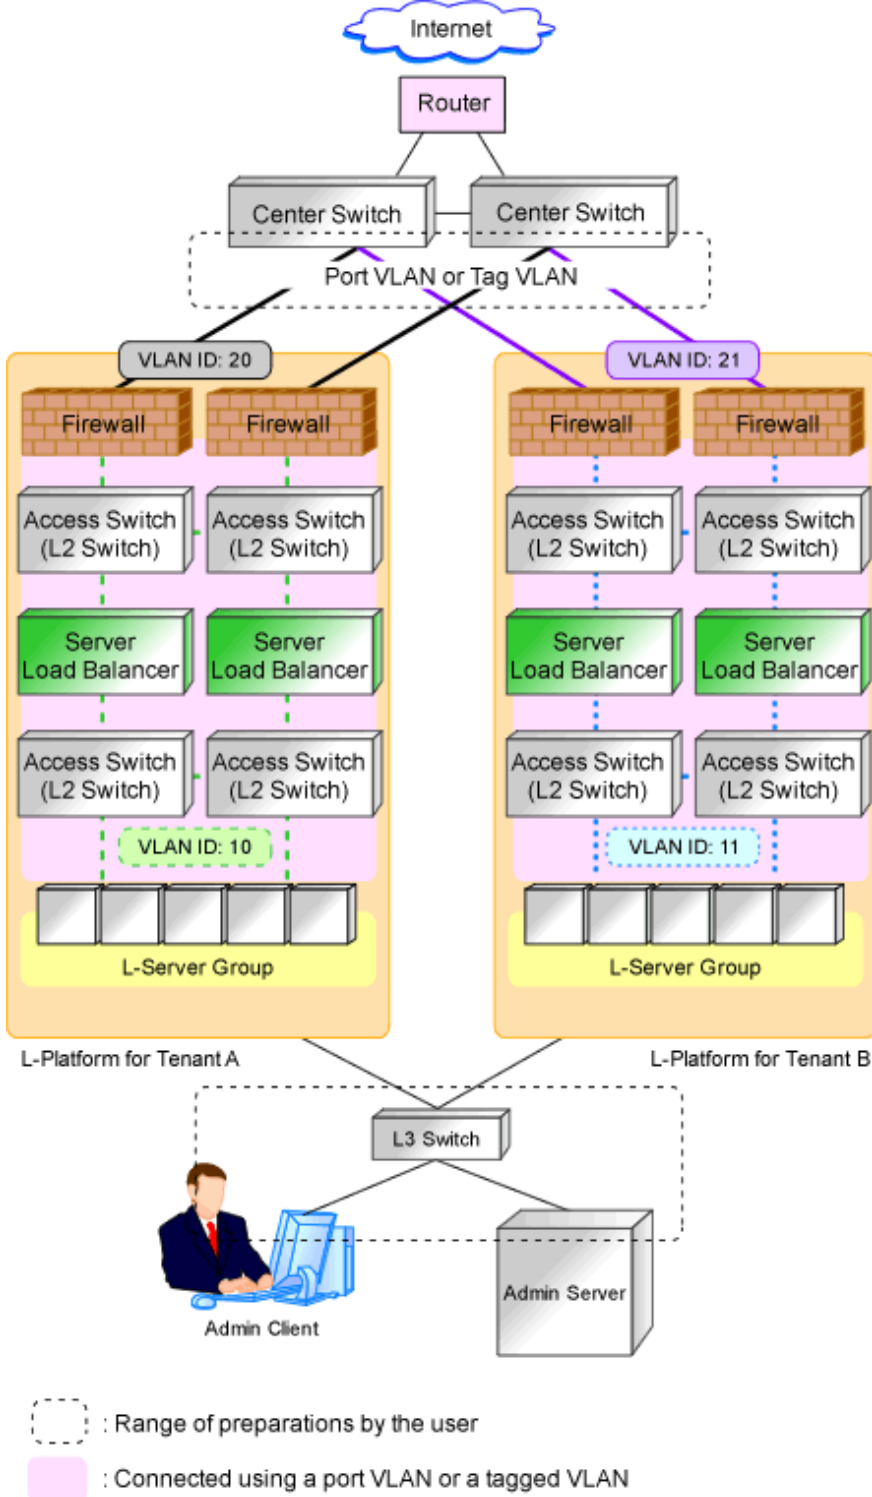 Internet
Router
Center Switch
Center Switch
Port VLAN or Tag VLAN
VLAN ID: 20
VLAN ID: 21
Firewall
Firewall
Firewall
Firewall
Access Switch
(L2 Switch)
Access Switch
(L2 Switch)
Access Switch
(L2 Switch)
Access Switch
(L2 Switch)
Server
Load Balancer
Server
Load Balancer
Server
Load Balancer
Server
Load Balancer
Access Switch
(L2 Switch)
Access Switch
(L2 Switch)
Access Switch
(L2 Switch)
Access Switch
(L2 Switch)
VLAN ID: 10
VLAN ID: 11
L-Server Group
L-Server Group
L-Platform for Tenant A
L-Platform for Tenant B
L3 Switch
Admin Client
Admin Server
: Range of preparations by the user
: Connected using a port VLAN or a tagged VLAN